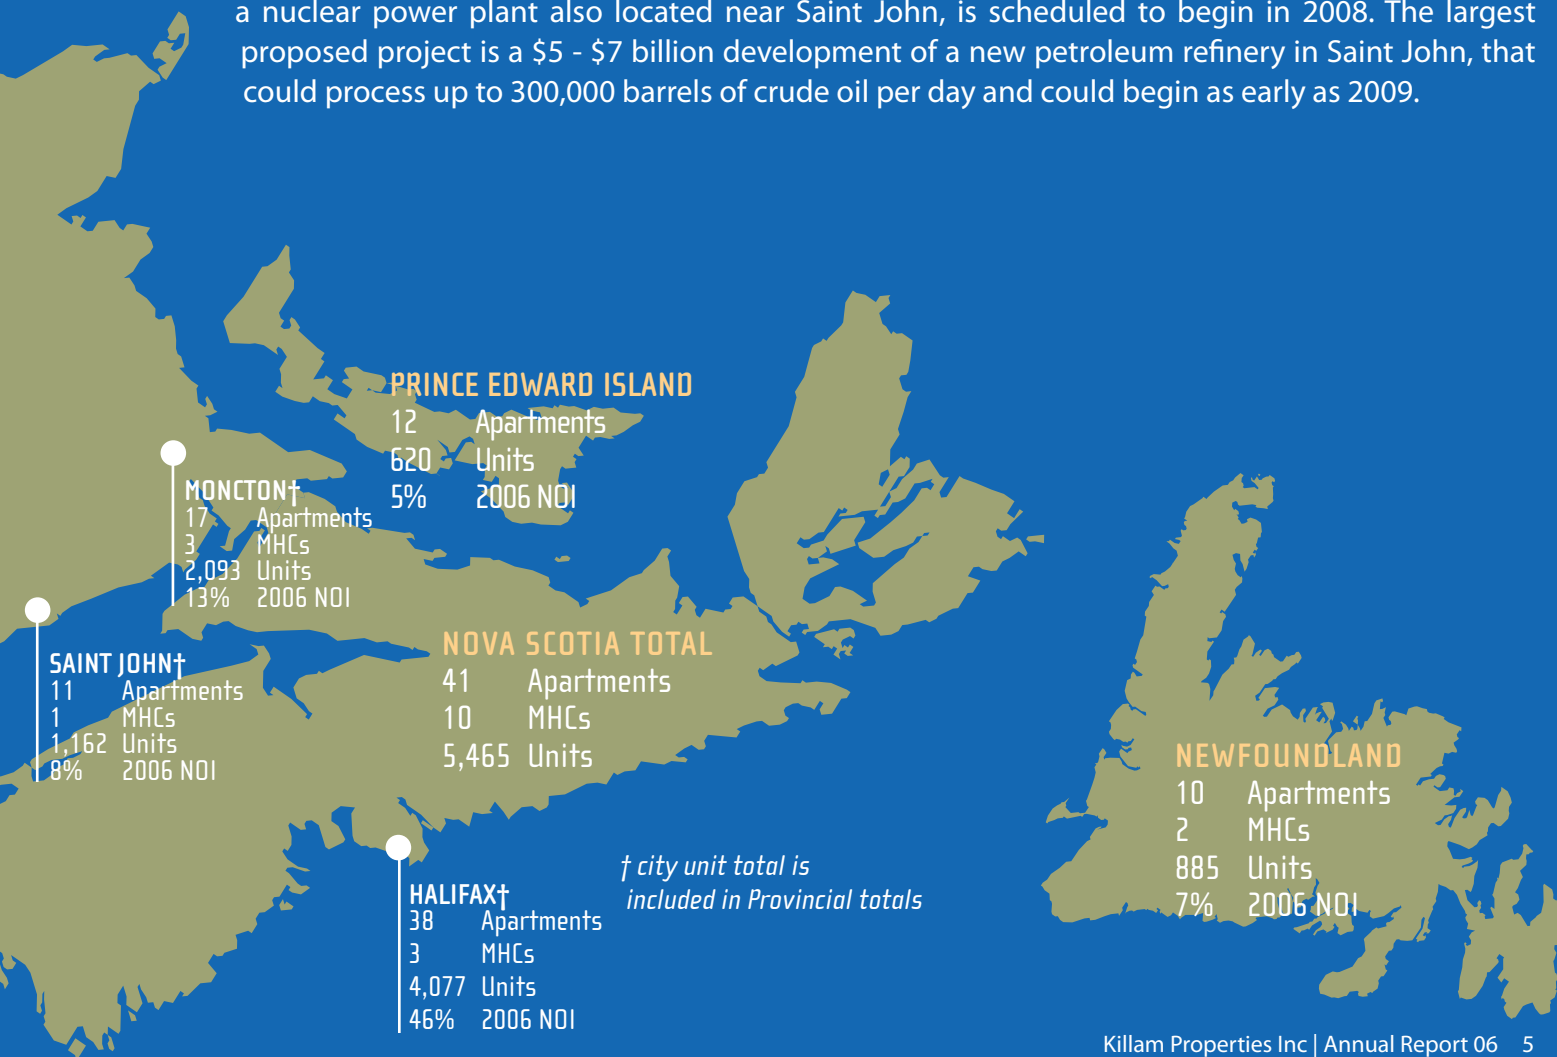 a nuclear power plant also located near Saint John, is scheduled to begin in 2008. The largest
proposed project is a $5 - $7 billion development of a new petroleum refinery in Saint John, that
could process up to 300,000 barrels of crude oil per day and could begin as early as 2009.
PRINCE EDWARD ISLAND
12 Apartments
620 Units
5% 2006 NOI
MONCTON†
17 Apartments
3 MHCs
2,093 Units
13% 2006 NOI
SAINT JOHN†
11 Apartments
1 MHCs
1,162 Units
8% 2006 NOI
NOVA SCOTIA TOTAL
41 Apartments
10 MHCs
5,465 Units
NEWFOUNDLAND
10 Apartments
2 MHCs
885 Units
7% 2006 NOI
HALIFAX†
38 Apartments
3 MHCs
4,077 Units
46% 2006 NOI
† city unit total is
included in Provincial totals
Killam Properties Inc | Annual Report 06 5